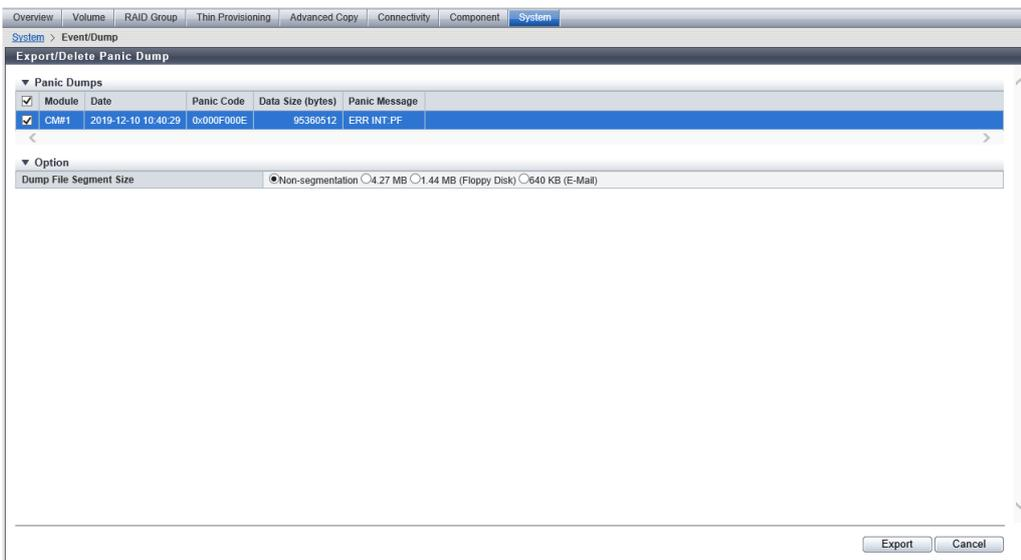 Overview Volume RAID Group Thin Provisioning Advanced Copy Connectivity Component System
System > Event/Dump
Export/Delete Panic Dump
Panic Dumps
Module Date Panic Code Data Size (bytes) Panic Message
CM#1 2019-12-10 10:40:29 0x000F000E 95360512 ERR INT:PF
Option
Dump File Segment Size Non-segmentation 4.27 MB 1.44 MB (Floppy Disk) 640 KB (E-Mail)
Export Cancel